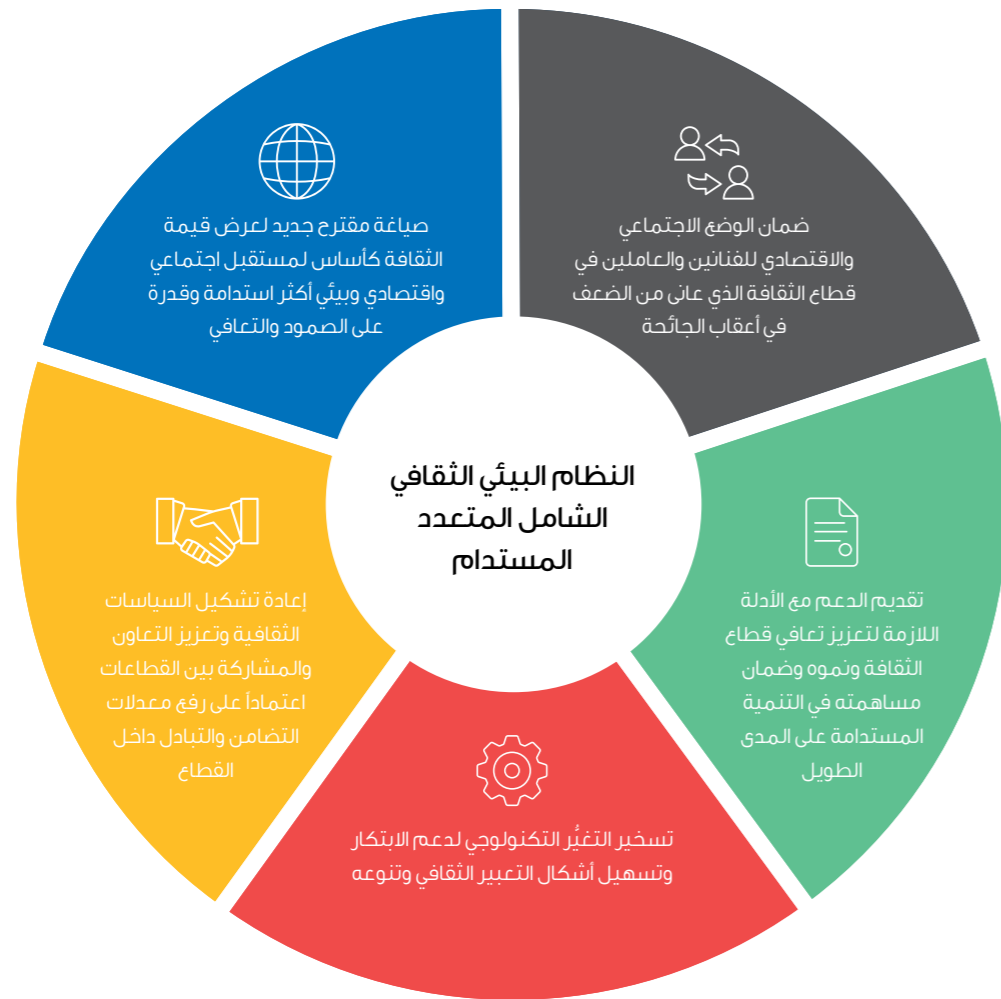 ضمان الوضع الاجتماعي
والاقتصادي للفنانين والعاملين في
قطاع الثقافة الذي عانى من الضعف
في أعقاب الجائحة
صياغة مقترح جديد لعرض قيمة
الثقافة كأساس لمستقبل اجتماعي
واقتصادي وبيئي أكثر استدامة وقدرة
على الصمود والتعافي
النظام البيئي الثقافي
الشامل المتعدد
المستدام
تقديم الدعم مع الأدلة
اللازمة لتعزيز تعافي قطاع
الثقافة ونموه وضمان
مساهمته في التنمية
المستدامة على المدى
الطويل
إعادة تشكيل السياسات
الثقافية وتعزيز التعاون
والمشاركة بين القطاعات
اعتماداً على رفع معدلات
التضامن والتبادل داخل
القطاع
تسخير التغيُّر التكنولوجي لدعم الابتكار
وتسهيل أشكال التعبير الثقافي وتنوعه